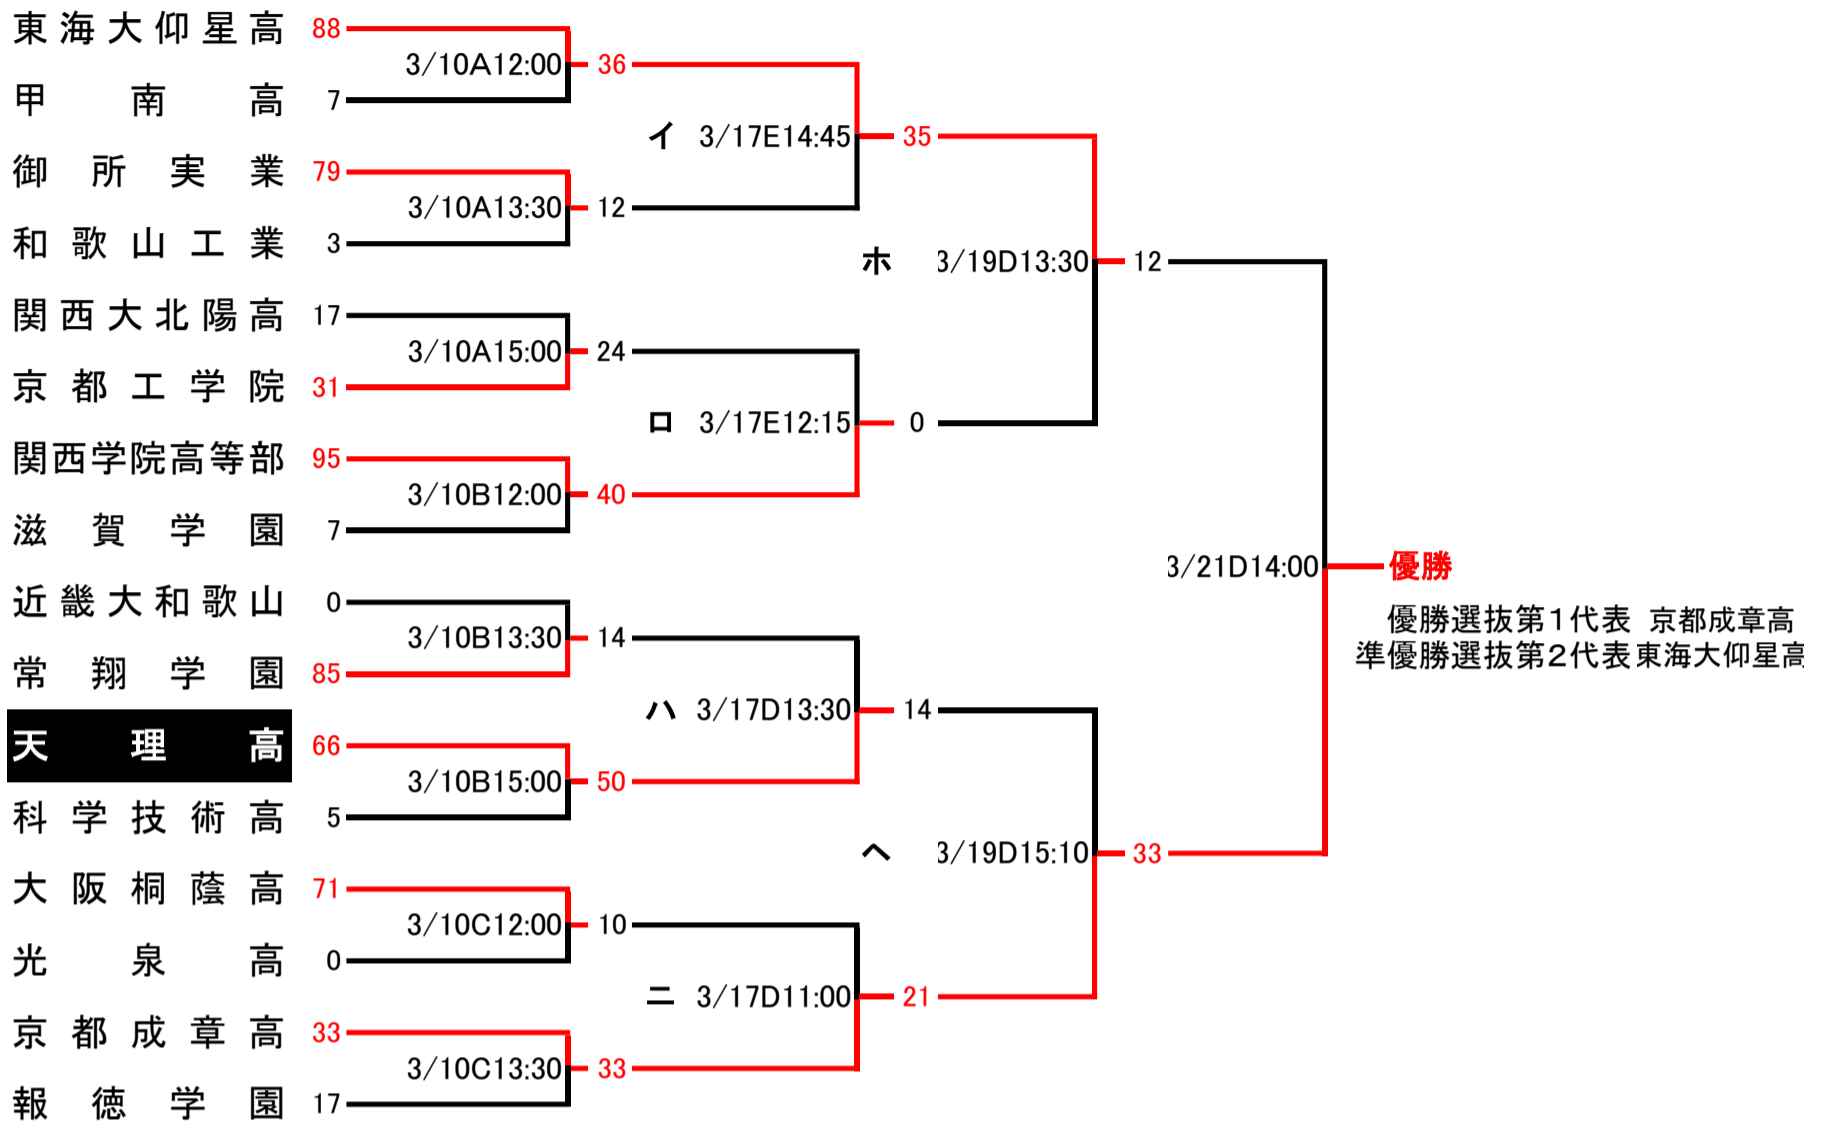 東海大仰星高 88
3/10A12:00 36
甲南高 7
イ 3/17E14:45 35
御所実業 79
3/10A13:30 12
和歌山工業 3
ホ 3/19D13:30 12
関西大北陽高 17
3/10A15:00 24
京都工学院 31
ロ 3/17E12:15 0
関西学院高等部 95
3/10B12:00 40
滋賀学園 7
3/21D14:00 優勝
近畿大和歌山 0
優勝選抜第1代表 京都成章高
3/10B13:30 14
準優勝選抜第2代表東海大仰星高
常翔学園 85
ハ 3/17D13:30 14
天理高 66
3/10B15:00 50
科学技術高 5
ヘ 3/19D15:10 33
大阪桐蔭高 71
3/10C12:00 10
光泉高 0
ニ 3/17D11:00 21
京都成章高 33
3/10C13:30 33
報徳学園 17